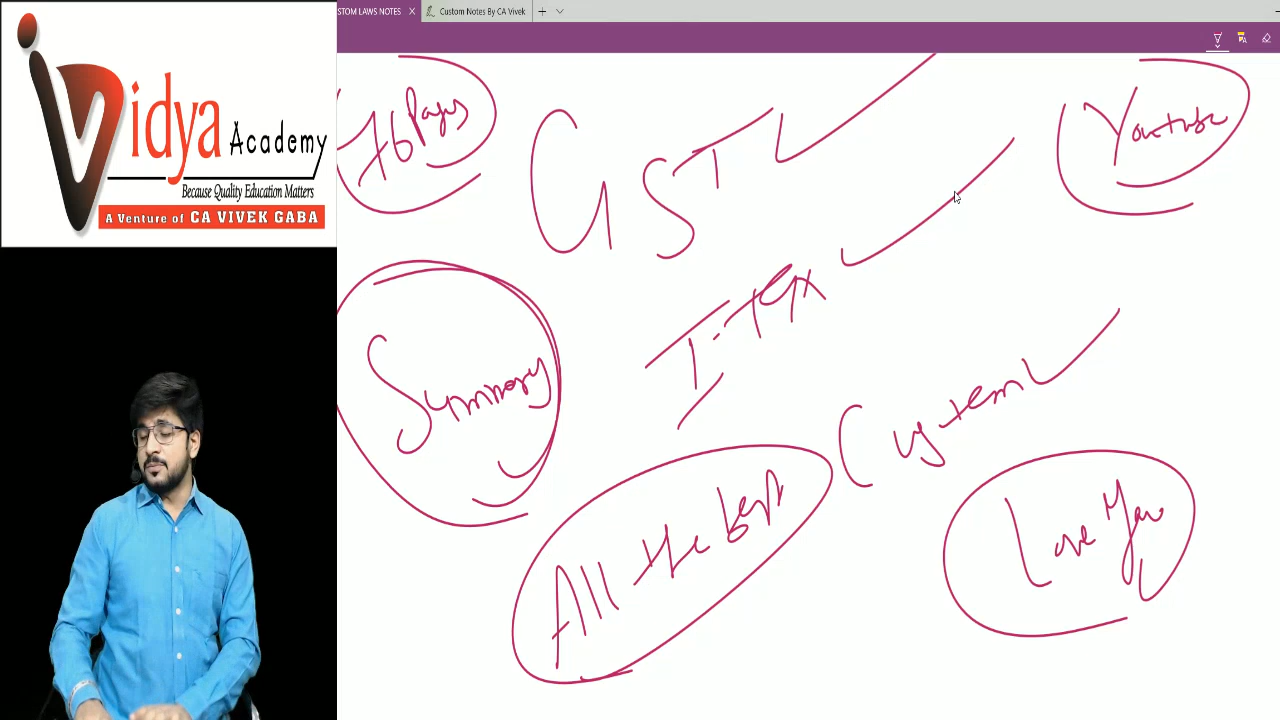 STOM LAWS NOTES
Custom Notes By CA Vivek
Vidya
Academy
Because Quality Education Matters
A Venture of CA VIVEK GABA
76 Pages
GST
Youtube
I-Tax
Summary
Custom
All the best
Love You